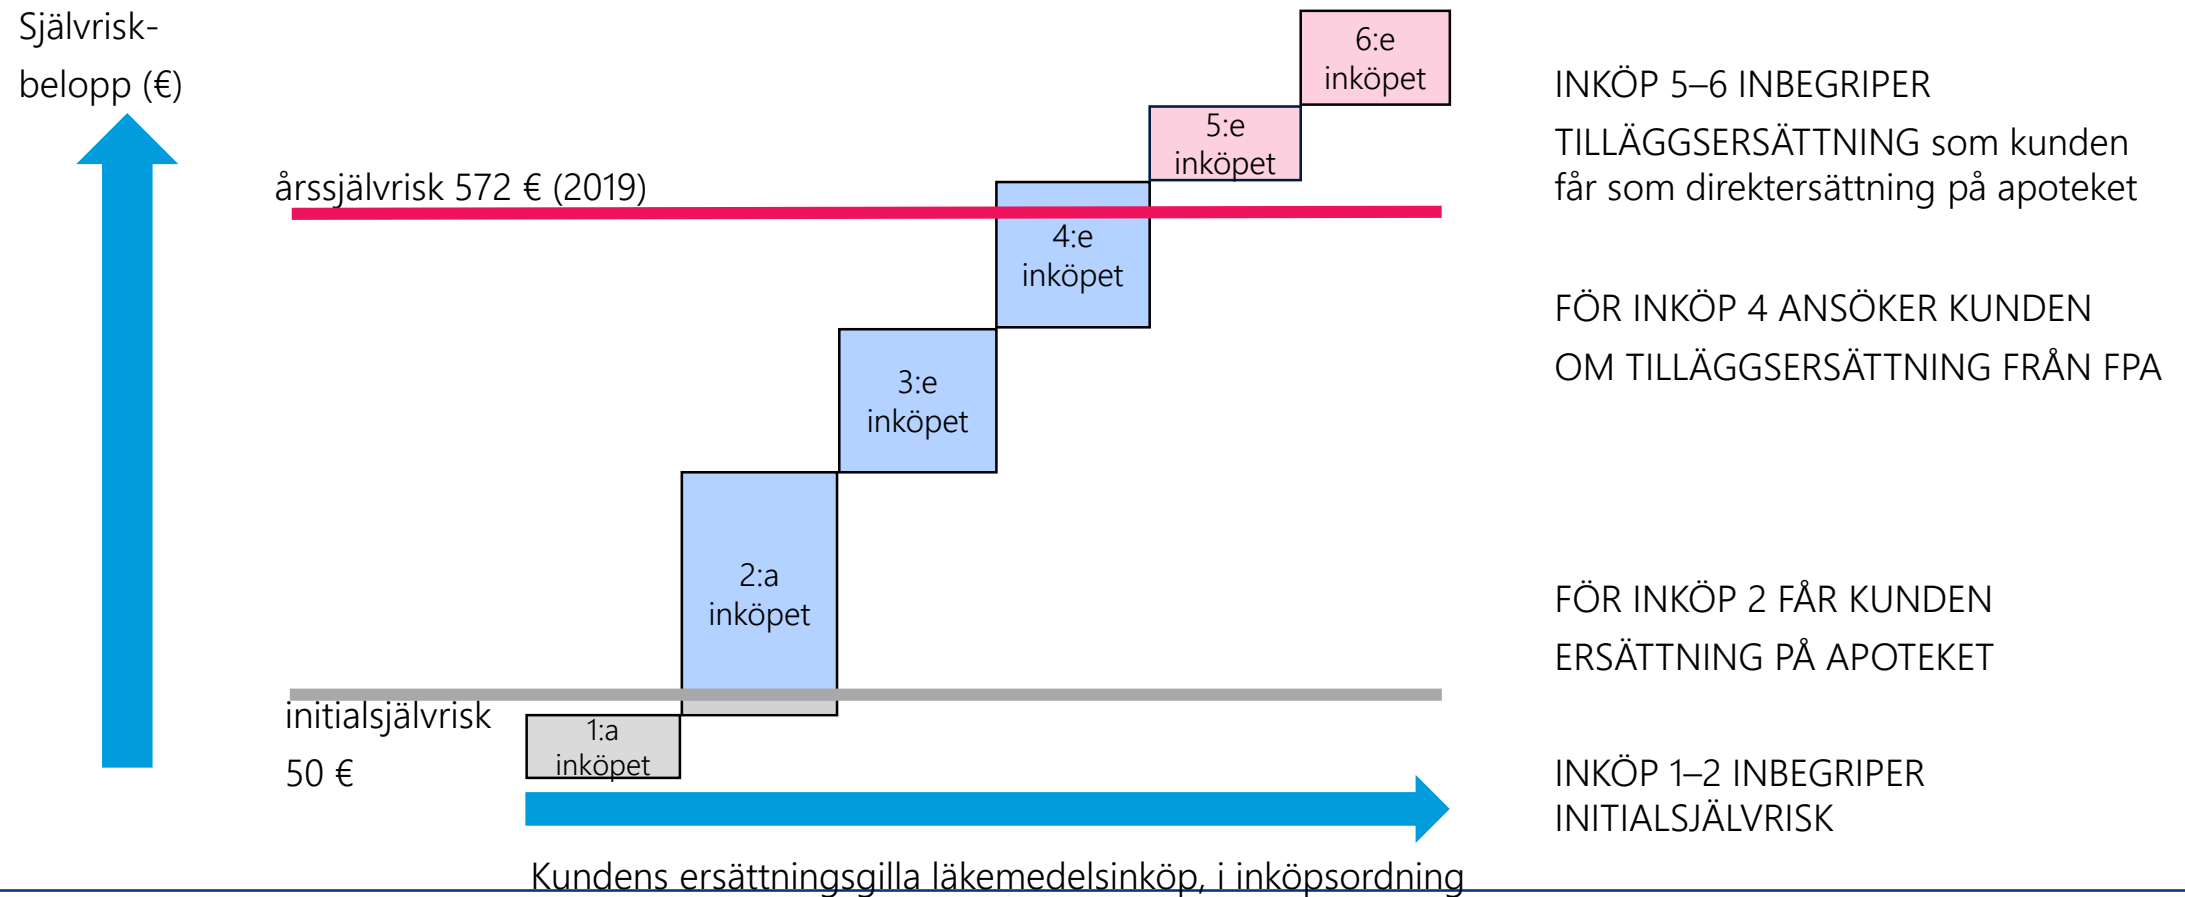 Självrisk-
belopp (€)
6:e
inköpet
5:e
inköpet
årssjälvrisk 572 € (2019)
4:e
inköpet
3:e
inköpet
2:a
inköpet
initialsjälvrisk
50 €
1:a
inköpet
Kundens ersättningsgilla läkemedelsinköp, i inköpsordning
INKÖP 5–6 INBEGRIPER
TILLÄGGSERSÄTTNING som kunden
får som direktersättning på apoteket
FÖR INKÖP 4 ANSÖKER KUNDEN
OM TILLÄGGSERSÄTTNING FRÅN FPA
FÖR INKÖP 2 FÅR KUNDEN
ERSÄTTNING PÅ APOTEKET
INKÖP 1–2 INBEGRIPER
INITIALSJÄLVRISK